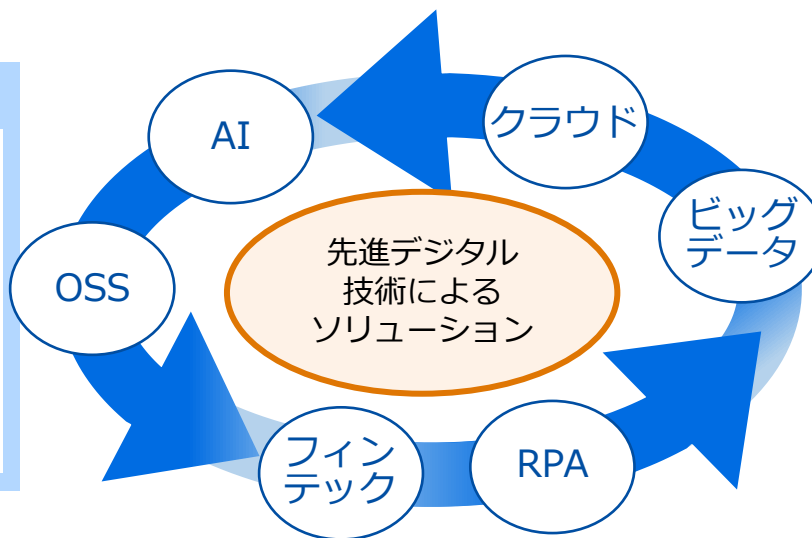 クラウド
AI
ビッグ
データ
先進デジタル
技術による
ソリューション
OSS
フィン
テック
RPA